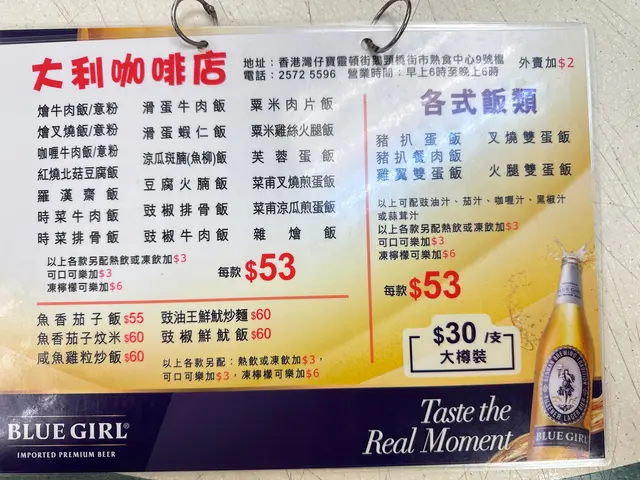 大利咖啡店
地址：香港灣仔寶靈頓街鵝頸橋街市熟食中心9號檔
外賣加$2
電話：2572 5596 營業時間：早上6時至晚上6時
燴牛肉飯/意粉 滑蛋牛肉飯 粟米肉片飯
燴叉燒飯/意粉 滑蛋蝦仁飯 粟米雞絲火腿飯
咖喱牛肉飯/意粉 涼瓜斑腩(魚柳)飯 芙蓉蛋飯
紅燒北菇豆腐飯 豆腐火腩飯 菜甫叉燒煎蛋飯
羅漢齋飯 豉椒排骨飯 菜甫涼瓜煎蛋飯
時菜牛肉飯 豉椒牛肉飯 雜燴飯
時菜排骨飯
以上各款另配熱飲或凍飲加$3
可口可樂加$3
凍檸檬可樂加$6
每款$53
各式飯類
豬扒蛋飯 叉燒雙蛋飯
豬扒餐肉飯
雞翼雙蛋飯 火腿雙蛋飯
以上可配豉油汁、茄汁、咖喱汁、黑椒汁
或蒜茸汁
以上各款另配熱飲或凍飲加$3
可口可樂加$3
凍檸檬可樂加$6
每款$53
魚香茄子飯$55 豉油王鮮魷炒麵$60
魚香茄子炆米$60 豉椒鮮魷飯$60
咸魚雞粒炒飯$60
以上各款另配：熱飲或凍飲加$3，
可口可樂加$3，凍檸檬可樂加$6
$30/支
大樽裝
BLUE GIRL®
IMPORTED PREMIUM BEER
Taste the
Real Moment
BLUE GIRL
BLUE GIRL